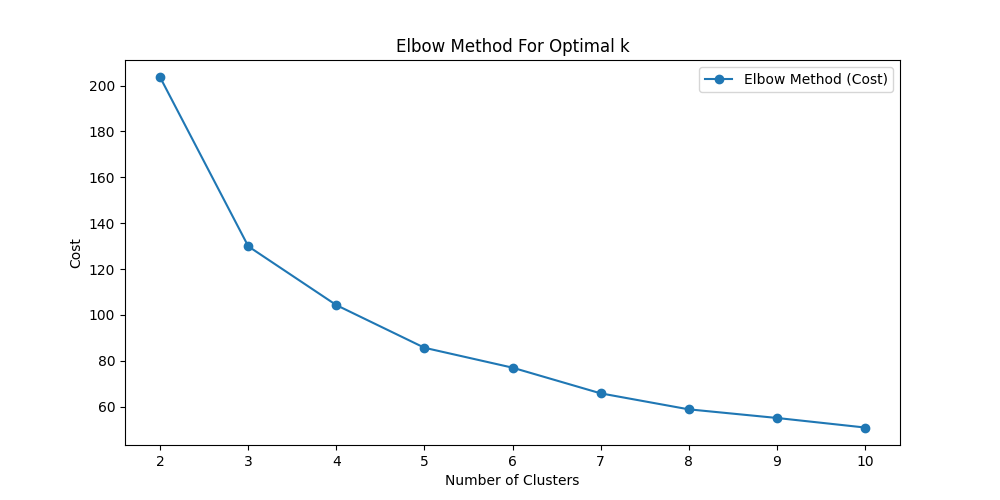 Elbow Method For Optimal k
Elbow Method (Cost)
200
180
160
140
120
100
80
60
Cost
2 3 4 5 6 7 8 9 10
Number of Clusters